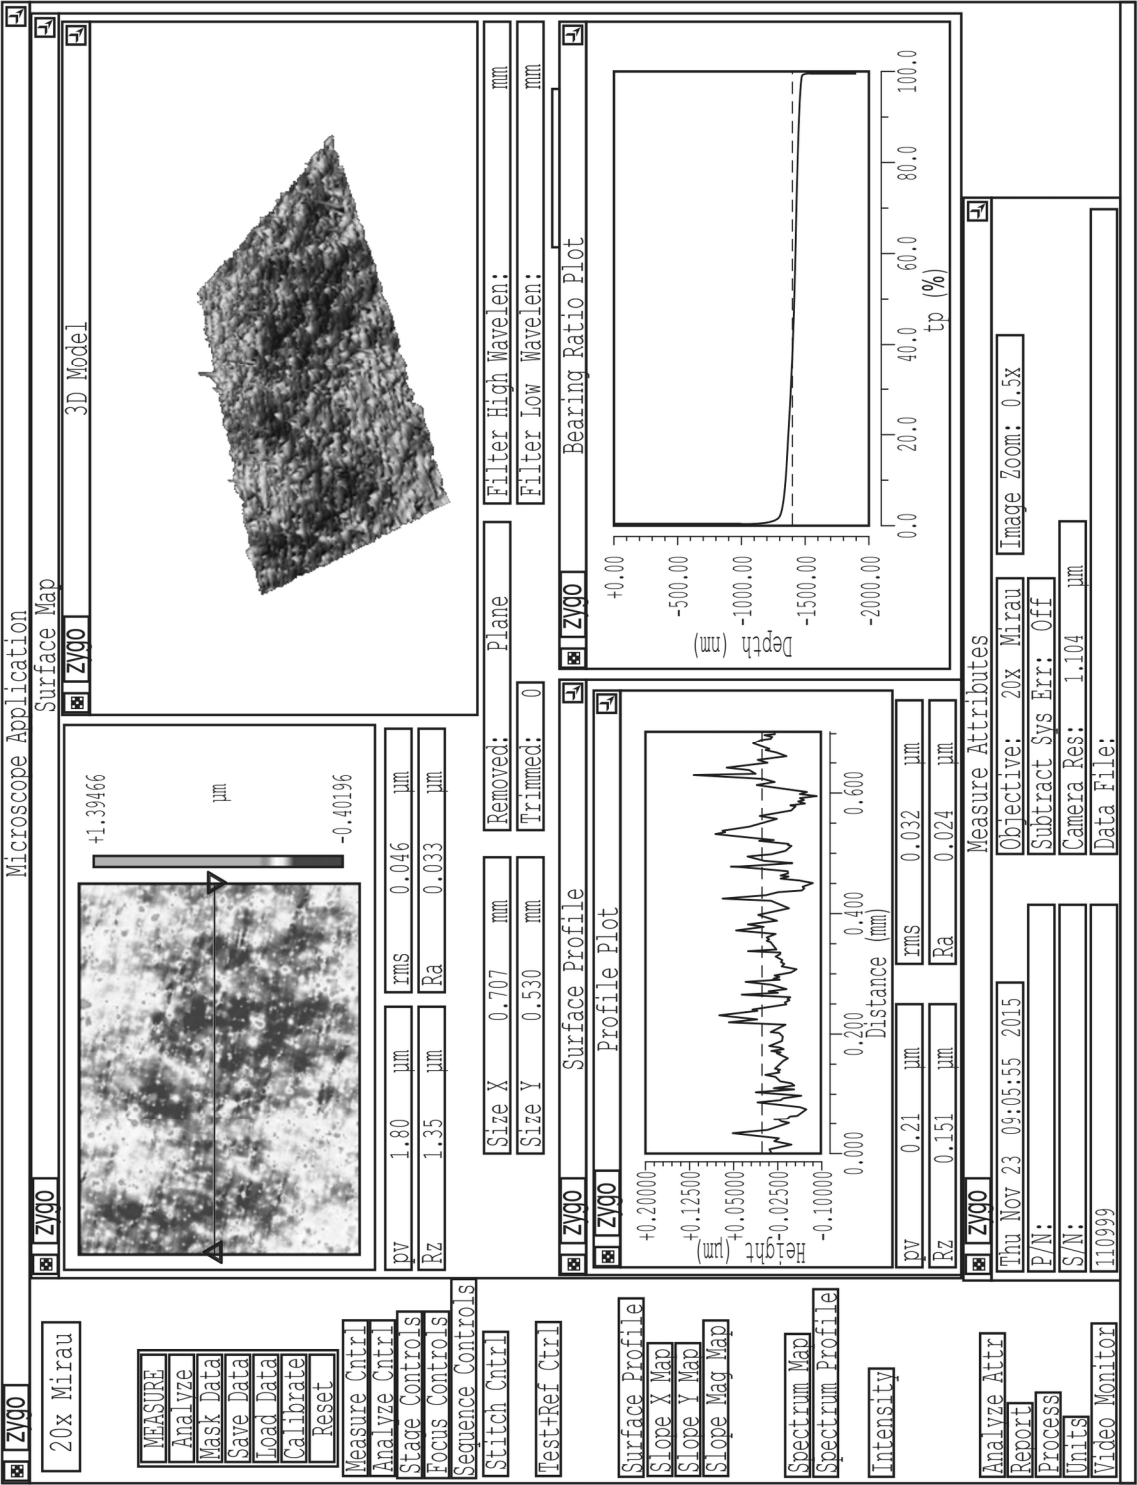 zygo Microscope Application
20x Mirau
MEASURE
Analyze
Mask Data
Save Data
Load Data
Calibrate
Reset
Measure Cntrl
Analyze Cntrl
Stage Controls
Focus Controls
Sequence Controls
Stitch Cntrl
Test+Ref Ctrl
Surface Profile
Slope X Map
Slope Y Map
Slope Mag Map
Spectrum Map
Spectrum Profile
Intensity
Analyze Attr
Report
Process
Units
Video Monitor
zygo Surface Map
+1.39466
µm
-0.40196
pv 1.80 µm
rms 0.046 µm
Rz 1.35 µm
Ra 0.033 µm
zygo 3D Model
Size X 0.707 mm
Size Y 0.530 mm
Removed: Plane
Trimmed: 0
Filter High Wavelen: mm
Filter Low Wavelen: mm
zygo Surface Profile
zygo Profile Plot
+0.20000
+0.12500
+0.05000
-0.02500
-0.10000
Height (µm)
0.000 0.200 0.400 0.600
Distance (mm)
pv 0.21 µm
rms 0.032 µm
Rz 0.151 µm
Ra 0.024 µm
zygo Bearing Ratio Plot
+0.00
-500.00
-1000.00
-1500.00
-2000.00
Depth (nm)
0.0 20.0 40.0 60.0 80.0 100.0
tp (%)
zygo Measure Attributes
Thu Nov 23 09:05:55 2015
P/N:
S/N:
110999
Objective: 20x Mirau
Image Zoom: 0.5x
Subtract Sys Err: Off
Camera Res: 1.104 µm
Data File: